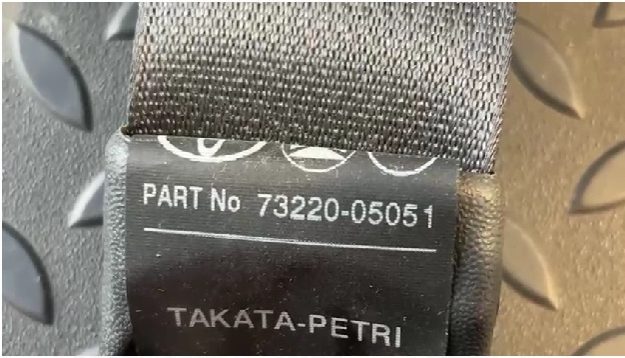 PART No 73220-05051
TAKATA-PETRI